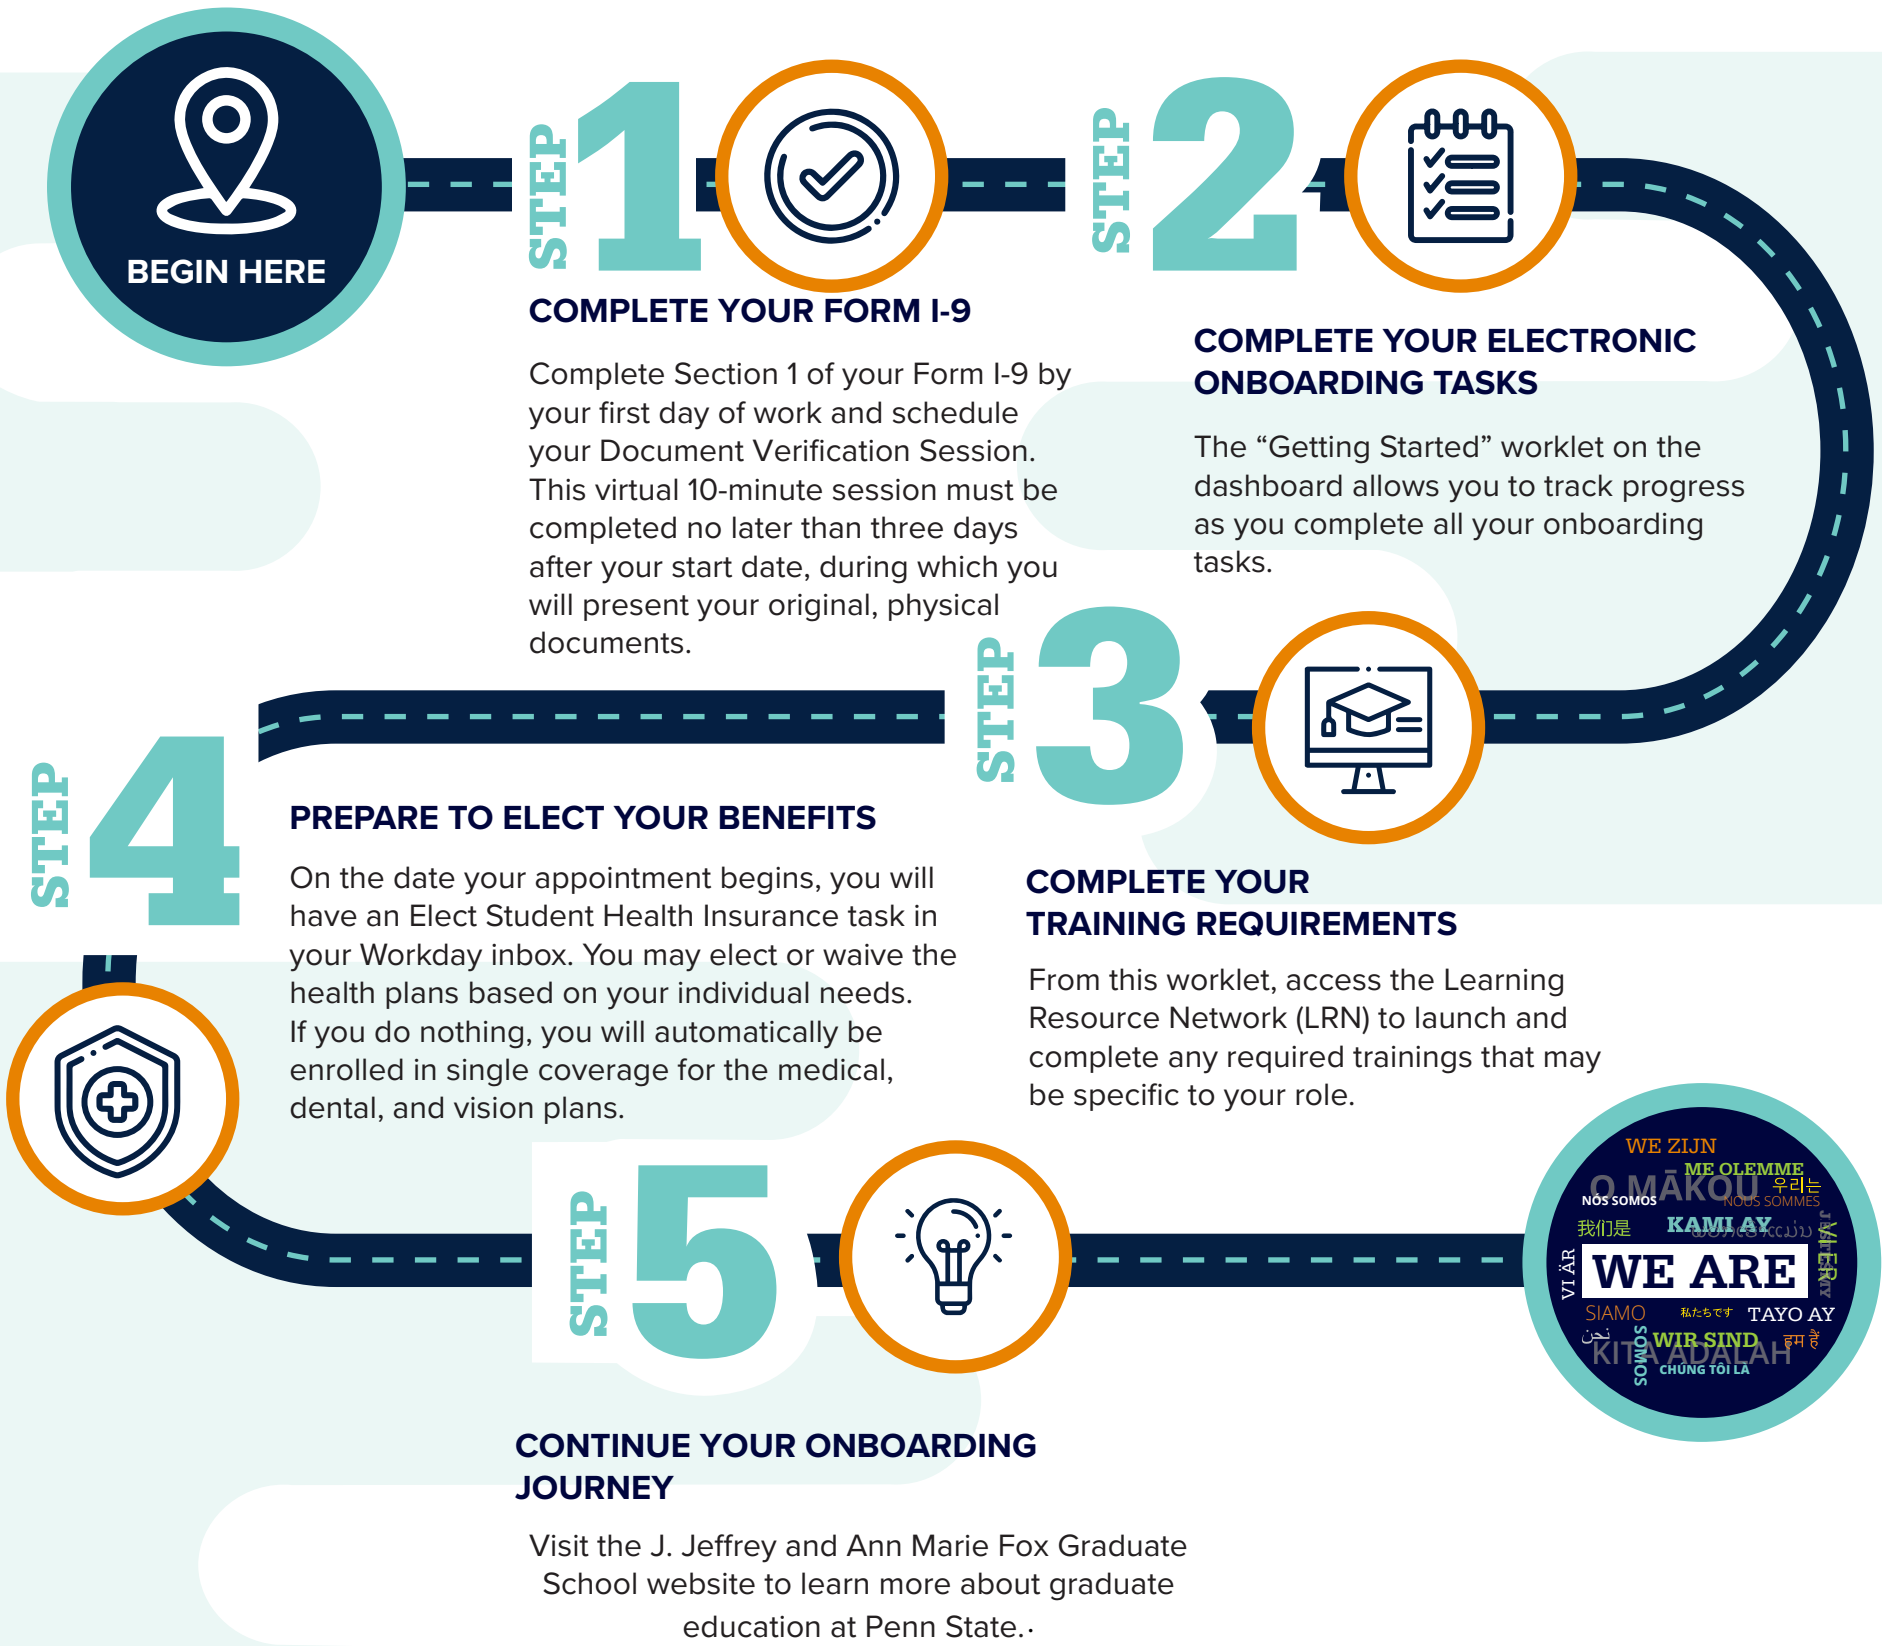 BEGIN HERE
STEP 1
COMPLETE YOUR FORM I-9
Complete Section 1 of your Form I-9 by
your first day of work and schedule
your Document Verification Session.
This virtual 10-minute session must be
completed no later than three days
after your start date, during which you
will present your original, physical
documents.
STEP 2
COMPLETE YOUR ELECTRONIC
ONBOARDING TASKS
The “Getting Started” worklet on the
dashboard allows you to track progress
as you complete all your onboarding
tasks.
STEP 3
COMPLETE YOUR
TRAINING REQUIREMENTS
From this worklet, access the Learning
Resource Network (LRN) to launch and
complete any required trainings that may
be specific to your role.
STEP 4
PREPARE TO ELECT YOUR BENEFITS
On the date your appointment begins, you will
have an Elect Student Health Insurance task in
your Workday inbox. You may elect or waive the
health plans based on your individual needs.
If you do nothing, you will automatically be
enrolled in single coverage for the medical,
dental, and vision plans.
STEP 5
CONTINUE YOUR ONBOARDING
JOURNEY
Visit the J. Jeffrey and Ann Marie Fox Graduate
School website to learn more about graduate
education at Penn State..
WE ZIJN
ME OLEMME
O MĀKOU
우리는
NÓS SOMOS
NOUS SOMMES
我们是
KAMI AY
JESTEŚMY
VI ER
VI ÄR
WE ARE
SIAMO
私たちです
TAYO AY
نحن
SOMOS
WIR SIND
हम हैं
KITA ADALAH
CHÚNG TÔI LÀ